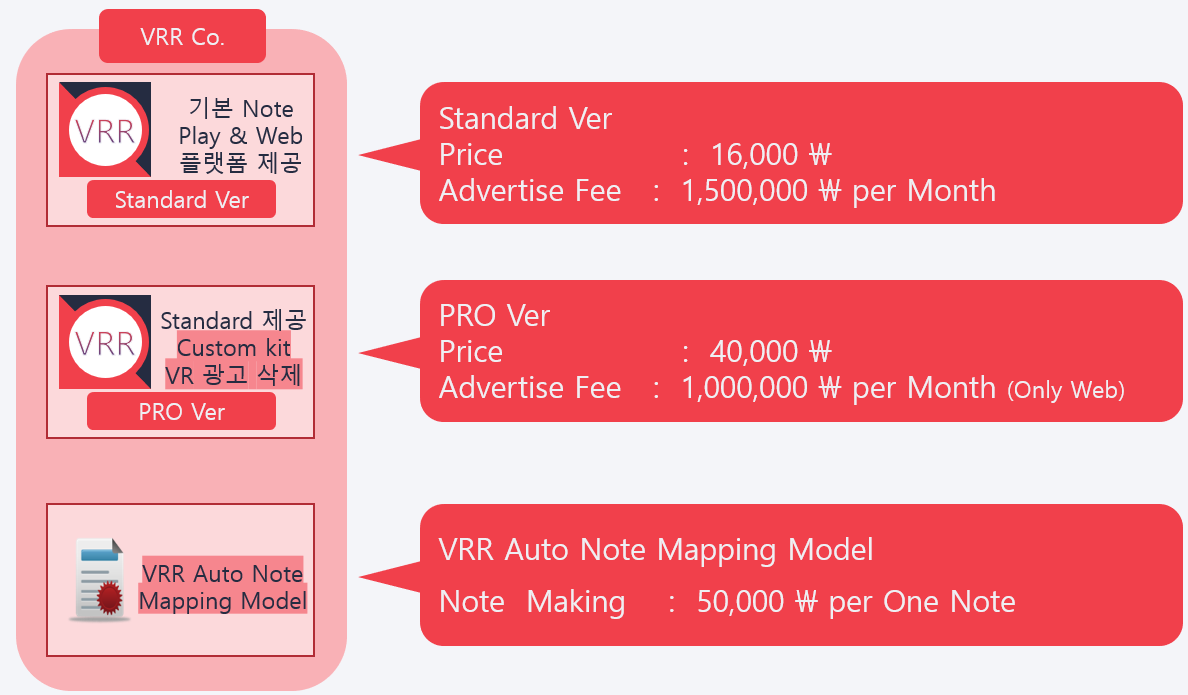 VRR Co.
VRR
기본 Note
Play & Web
플랫폼 제공
Standard Ver
Standard Ver
Price : 16,000 ₩
Advertise Fee : 1,500,000 ₩ per Month
VRR
Standard 제공
Custom kit
VR 광고 삭제
PRO Ver
PRO Ver
Price : 40,000 ₩
Advertise Fee : 1,000,000 ₩ per Month (Only Web)
VRR Auto Note
Mapping Model
VRR Auto Note Mapping Model
Note Making : 50,000 ₩ per One Note